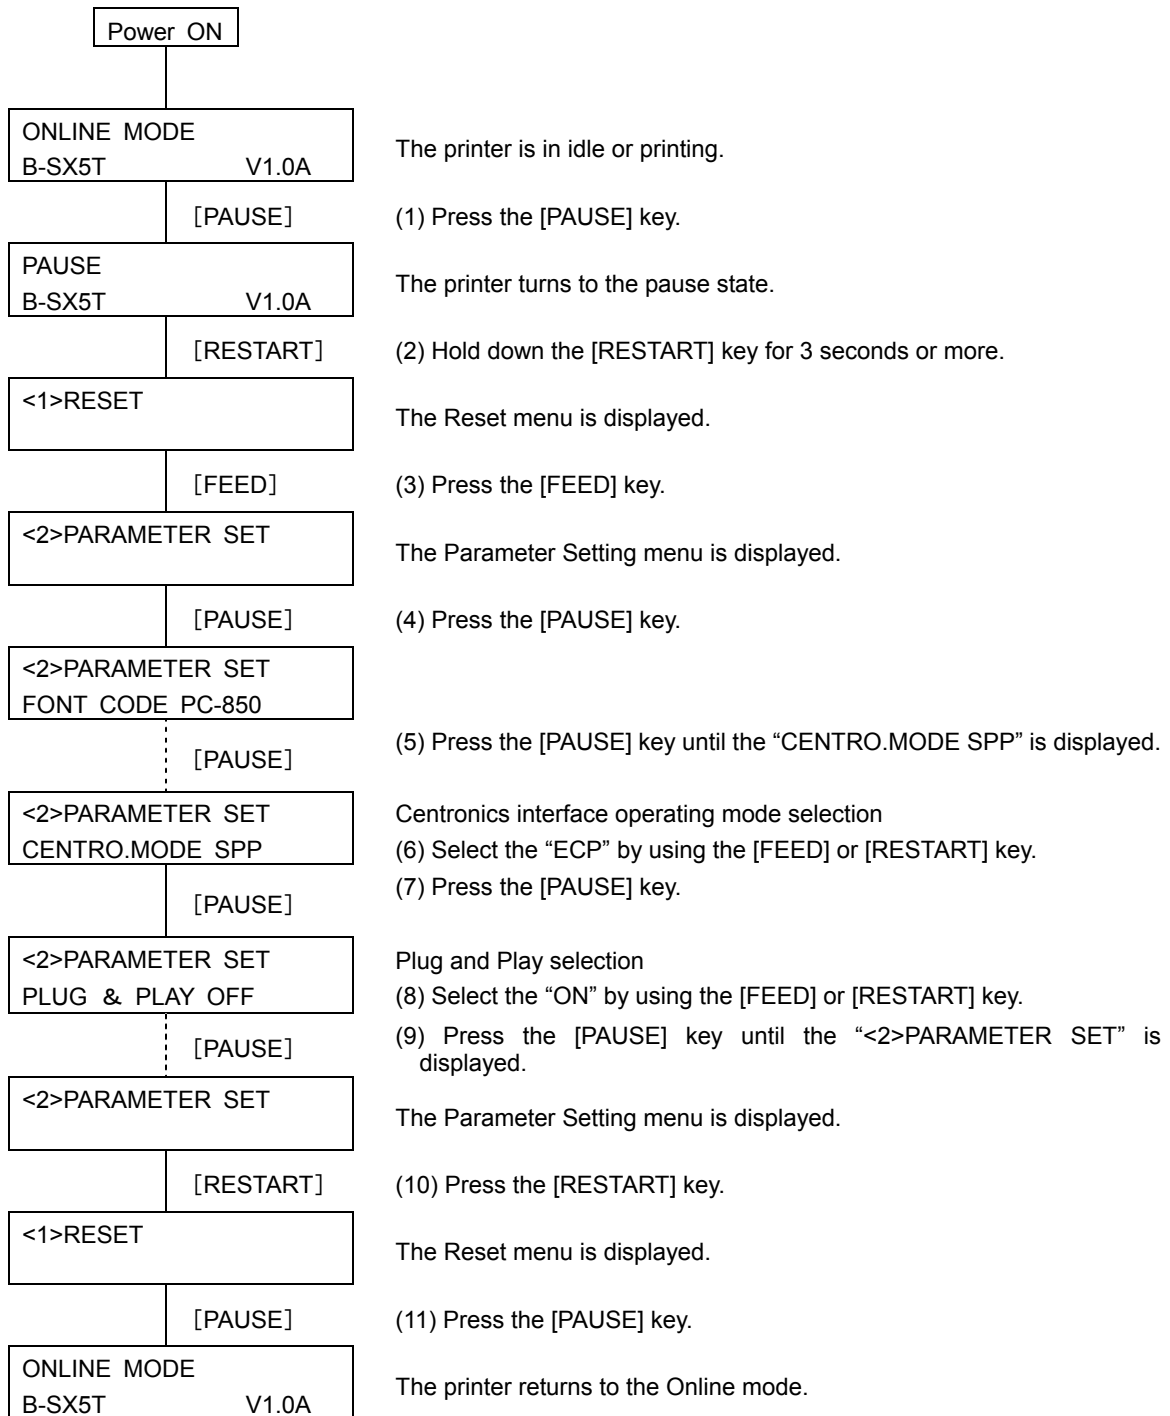 Power ON
ONLINE MODE
B-SX5T V1.0A
The printer is in idle or printing.
[PAUSE]
(1) Press the [PAUSE] key.
PAUSE
B-SX5T V1.0A
The printer turns to the pause state.
[RESTART]
(2) Hold down the [RESTART] key for 3 seconds or more.
<1>RESET
The Reset menu is displayed.
[FEED]
(3) Press the [FEED] key.
<2>PARAMETER SET
The Parameter Setting menu is displayed.
[PAUSE]
(4) Press the [PAUSE] key.
<2>PARAMETER SET
FONT CODE PC-850
[PAUSE]
(5) Press the [PAUSE] key until the “CENTRO.MODE SPP” is displayed.
<2>PARAMETER SET
CENTRO.MODE SPP
Centronics interface operating mode selection
(6) Select the “ECP” by using the [FEED] or [RESTART] key.
(7) Press the [PAUSE] key.
[PAUSE]
<2>PARAMETER SET
PLUG & PLAY OFF
Plug and Play selection
(8) Select the “ON” by using the [FEED] or [RESTART] key.
[PAUSE]
(9) Press the [PAUSE] key until the “<2>PARAMETER SET” is
displayed.
<2>PARAMETER SET
The Parameter Setting menu is displayed.
[RESTART]
(10) Press the [RESTART] key.
<1>RESET
The Reset menu is displayed.
[PAUSE]
(11) Press the [PAUSE] key.
ONLINE MODE
B-SX5T V1.0A
The printer returns to the Online mode.